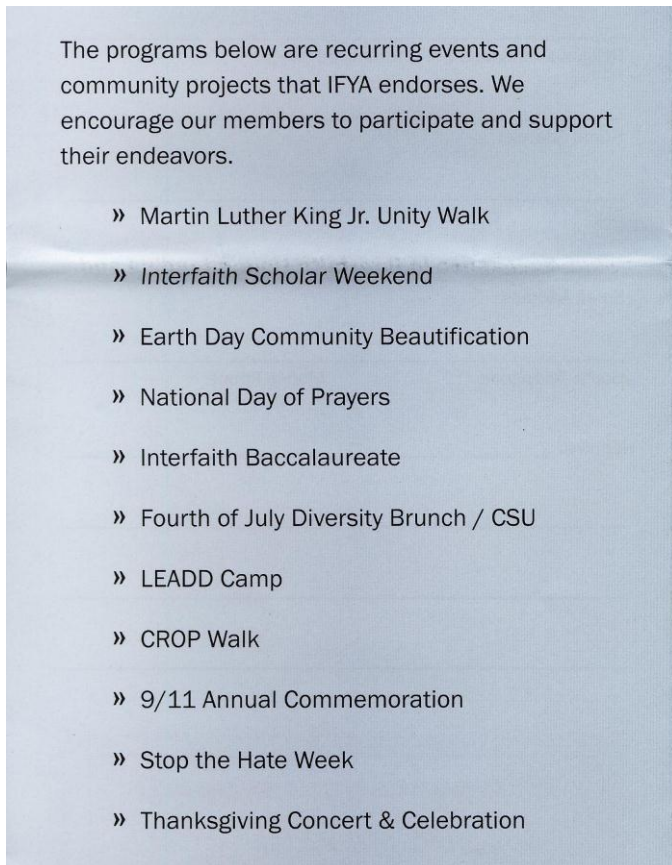 The programs below are recurring events and
community projects that IFYA endorses. We
encourage our members to participate and support
their endeavors.
» Martin Luther King Jr. Unity Walk
» Interfaith Scholar Weekend
» Earth Day Community Beautification
» National Day of Prayers
» Interfaith Baccalaureate
» Fourth of July Diversity Brunch / CSU
» LEADD Camp
» CROP Walk
» 9/11 Annual Commemoration
» Stop the Hate Week
» Thanksgiving Concert & Celebration